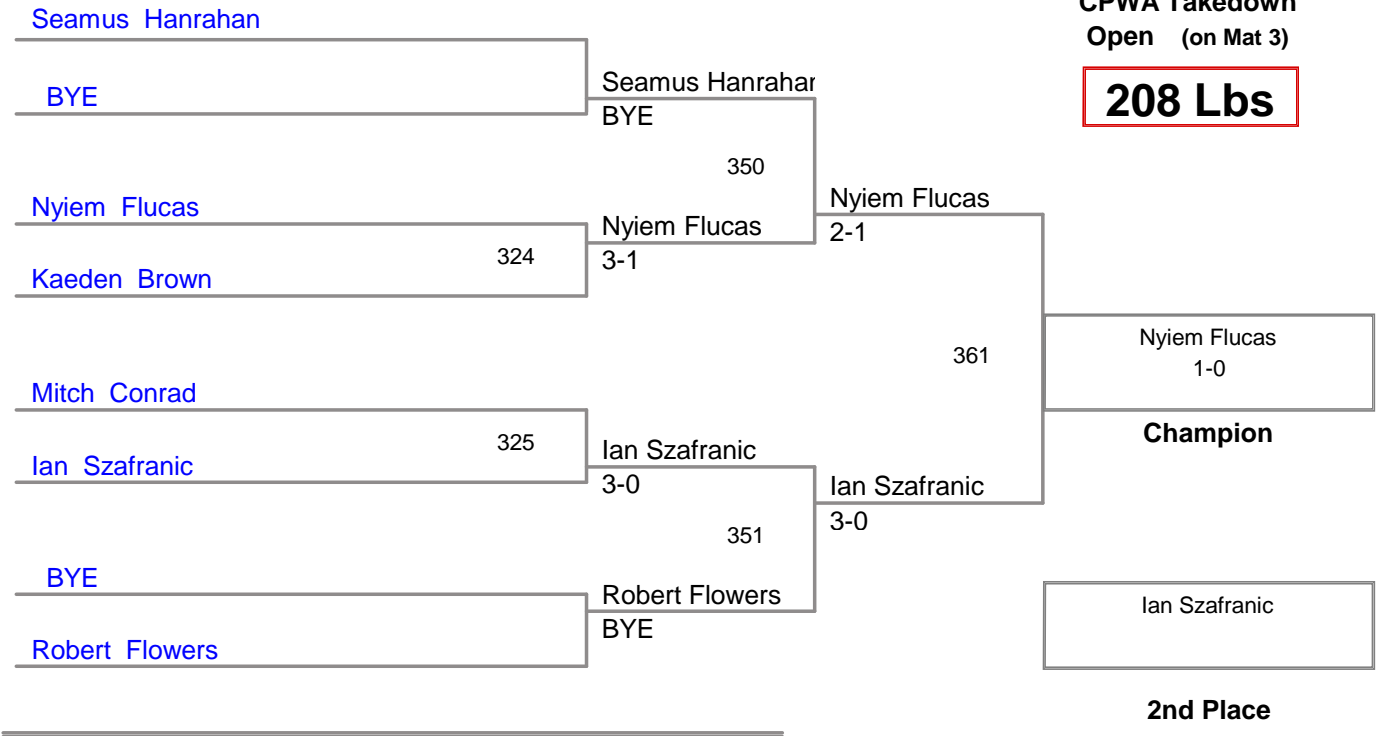 CPWA Takedown
Open (on Mat 3)
208 Lbs
Seamus Hanrahan
BYE
Nyiem Flucas
Kaeden Brown
Mitch Conrad
Ian Szafranic
BYE
Robert Flowers
Seamus Hanrahan
BYE
324
Nyiem Flucas
3-1
325
Ian Szafranic
3-0
Robert Flowers
BYE
350
Nyiem Flucas
2-1
351
Ian Szafranic
3-0
361
Nyiem Flucas
1-0
Champion
Ian Szafranic
2nd Place